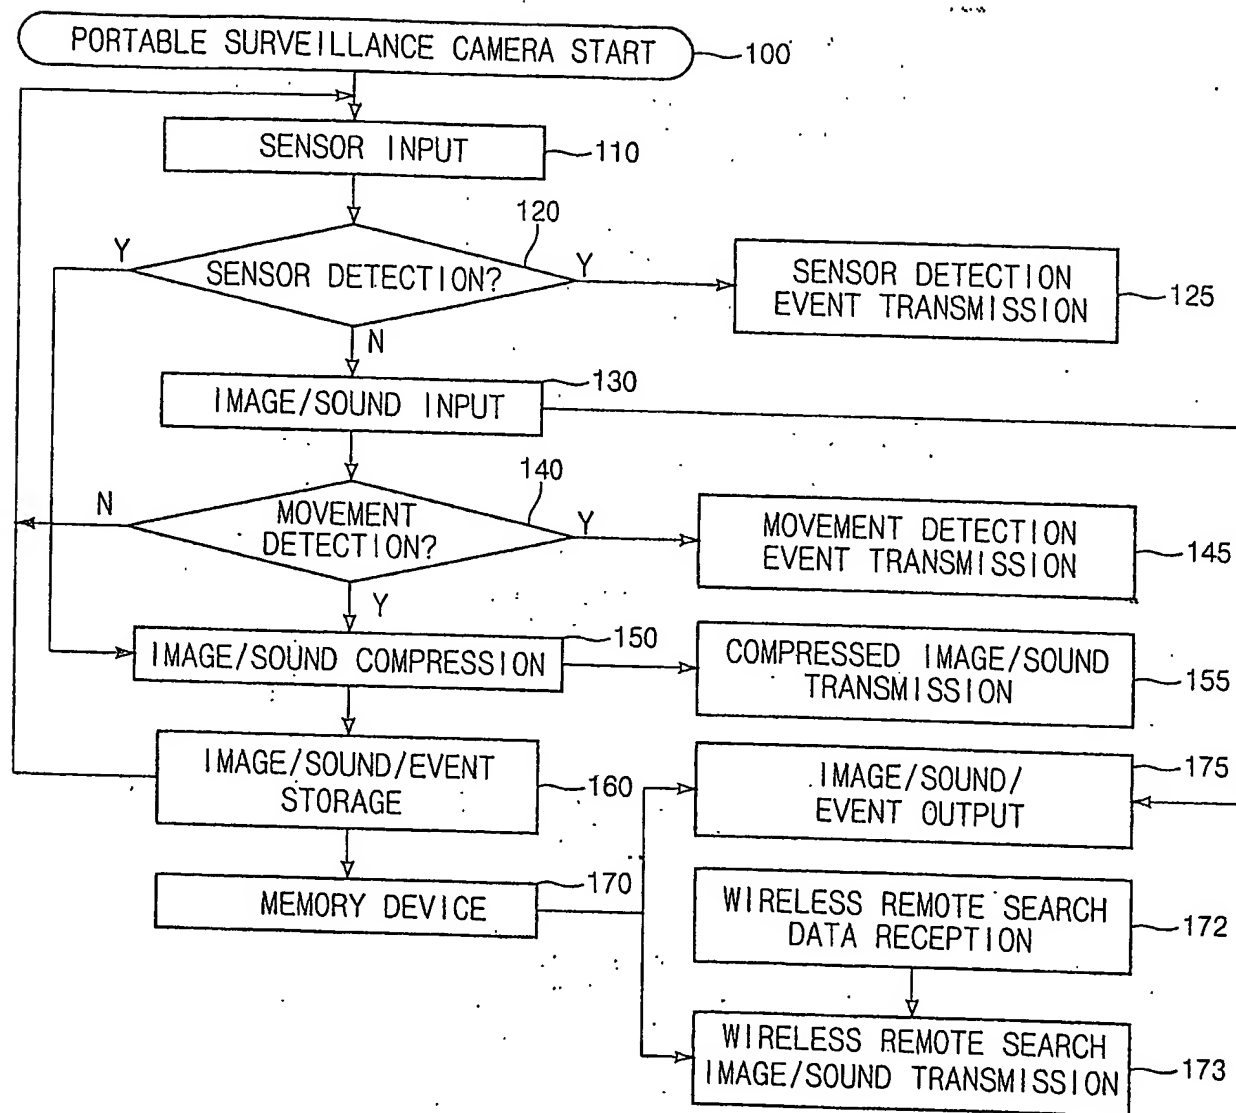 PORTABLE SURVEILLANCE CAMERA START
100
SENSOR INPUT
110
120
Y
SENSOR DETECTION?
Y
SENSOR DETECTION
EVENT TRANSMISSION
125
N
130
IMAGE/SOUND INPUT
140
N
MOVEMENT
DETECTION?
Y
MOVEMENT DETECTION
EVENT TRANSMISSION
145
Y
150
IMAGE/SOUND COMPRESSION
COMPRESSED IMAGE/SOUND
TRANSMISSION
155
IMAGE/SOUND/EVENT
STORAGE
160
IMAGE/SOUND/
EVENT OUTPUT
175
170
MEMORY DEVICE
WIRELESS REMOTE SEARCH
DATA RECEPTION
172
WIRELESS REMOTE SEARCH
IMAGE/SOUND TRANSMISSION
173